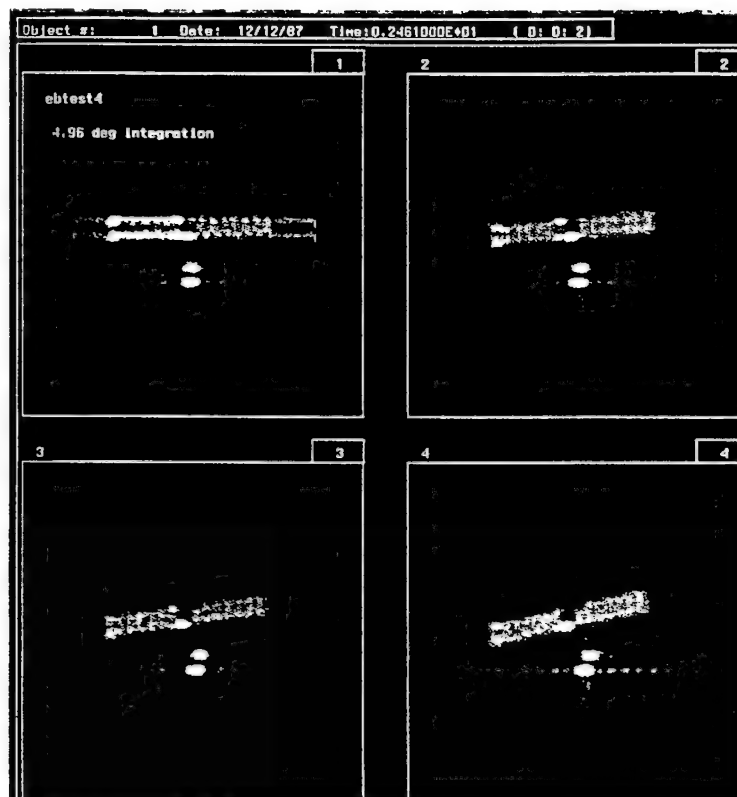 Object #: 1 Date: 12/12/87 Time:0.2461000E+01 ( 0: 0: 2)
1
2 2
ebtest4
4.96 deg integration
3 3
4 4